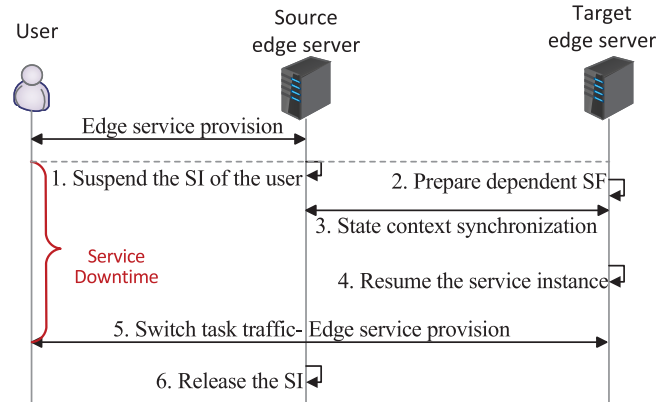 User
Source
edge server
Target
edge server
Edge service provision
1. Suspend the SI of the user
2. Prepare dependent SF
3. State context synchronization
Service
Downtime
4. Resume the service instance
5. Switch task traffic- Edge service provision
6. Release the SI